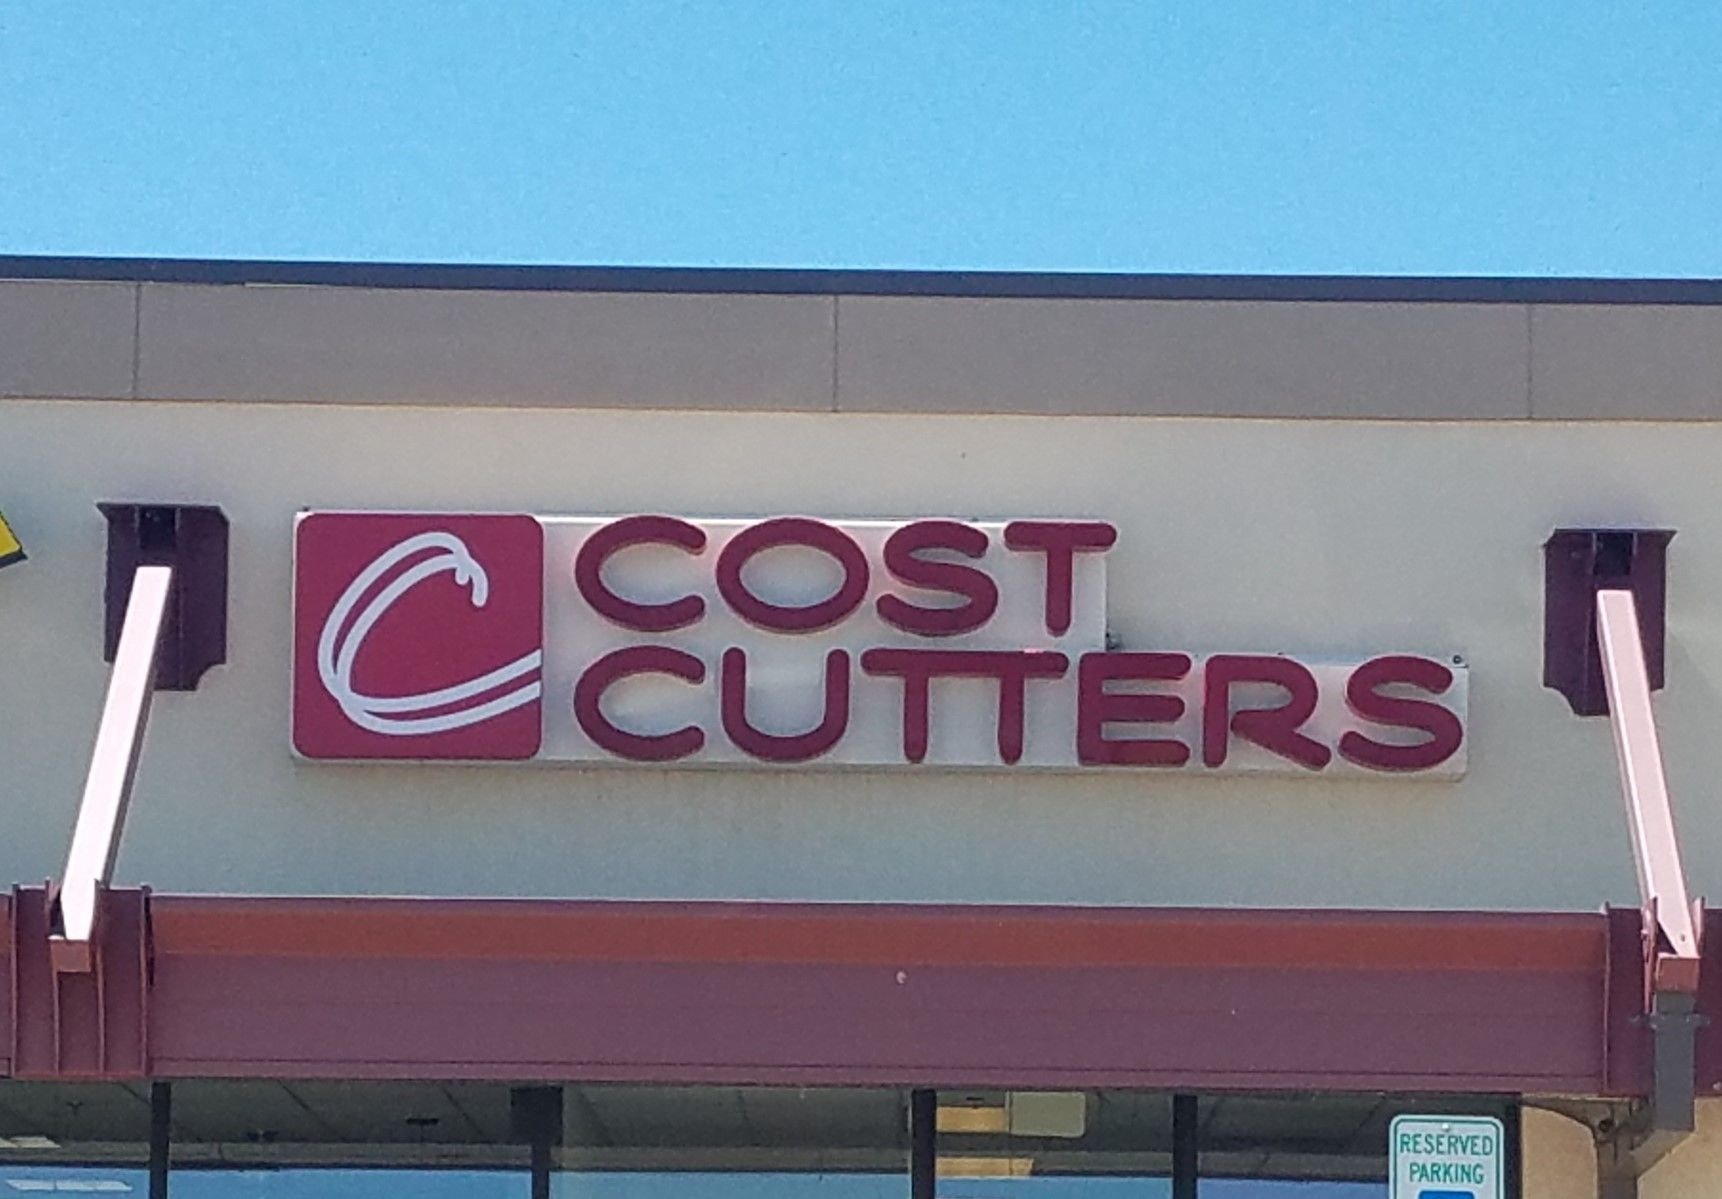 COST
CUTTERS
RESERVED
PARKING